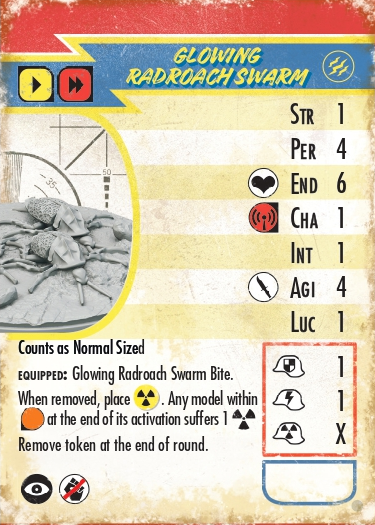 GLOWING
RADROACH SWARM
STR 1
PER 4
END 6
CHA 1
INT 1
AGI 4
LUC 1
35
50
Counts as Normal Sized
EQUIPPED: Glowing Radroach Swarm Bite.
When removed, place . Any model within
at the end of its activation suffers 1
Remove token at the end of round.
1
1
X